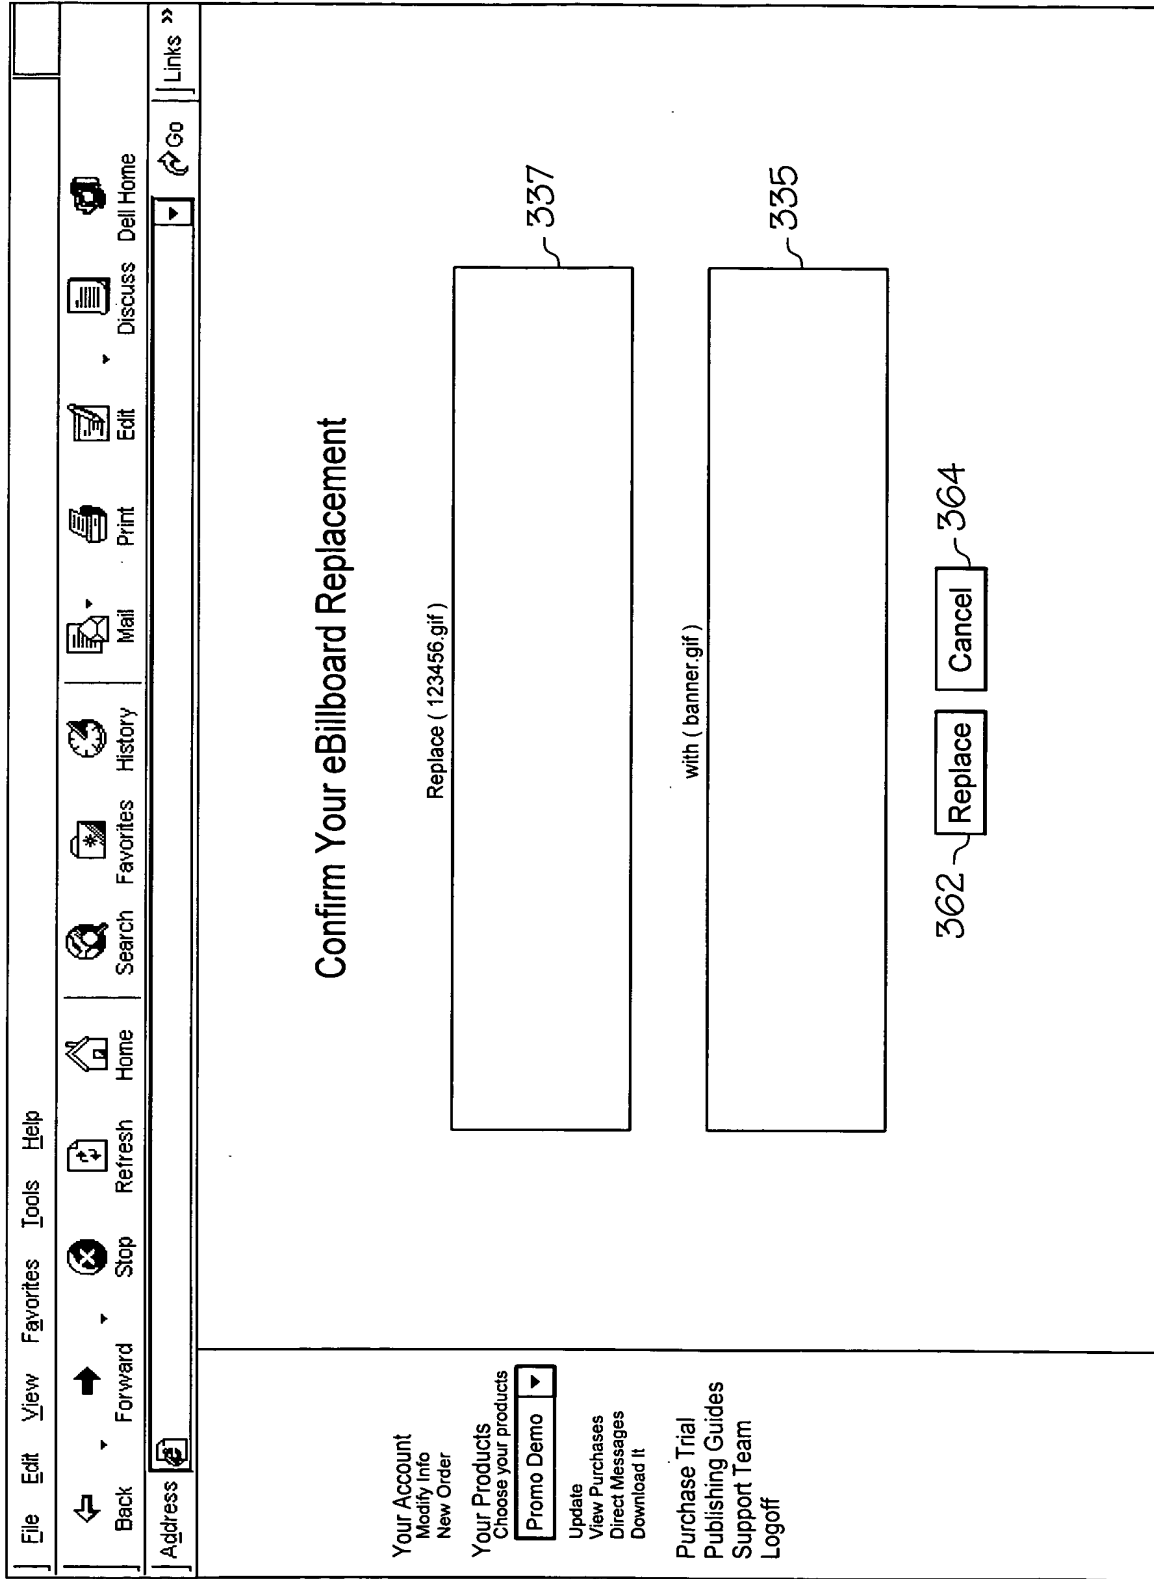 File Edit View Favorites Tools Help
Back Forward Stop Refresh Home Search Favorites History Mail Print Edit Discuss Dell Home
Address Go Links »
Your Account
Modify Info
New Order
Your Products
Choose your products
Promo Demo
Update
View Purchases
Direct Messages
Download It
Purchase Trial
Publishing Guides
Support Team
Logoff
Confirm Your eBillboard Replacement
Replace ( 123456.gif )
337
with ( banner.gif )
335
362 Replace Cancel 364